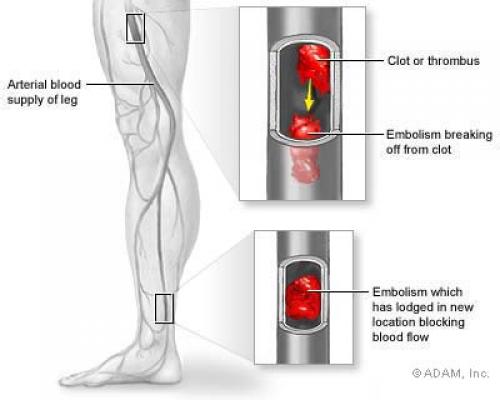 Arterial blood
supply of leg
Clot or thrombus
Embolism breaking
off from clot
Embolism which
has lodged in new
location blocking
blood flow
© ADAM, Inc.